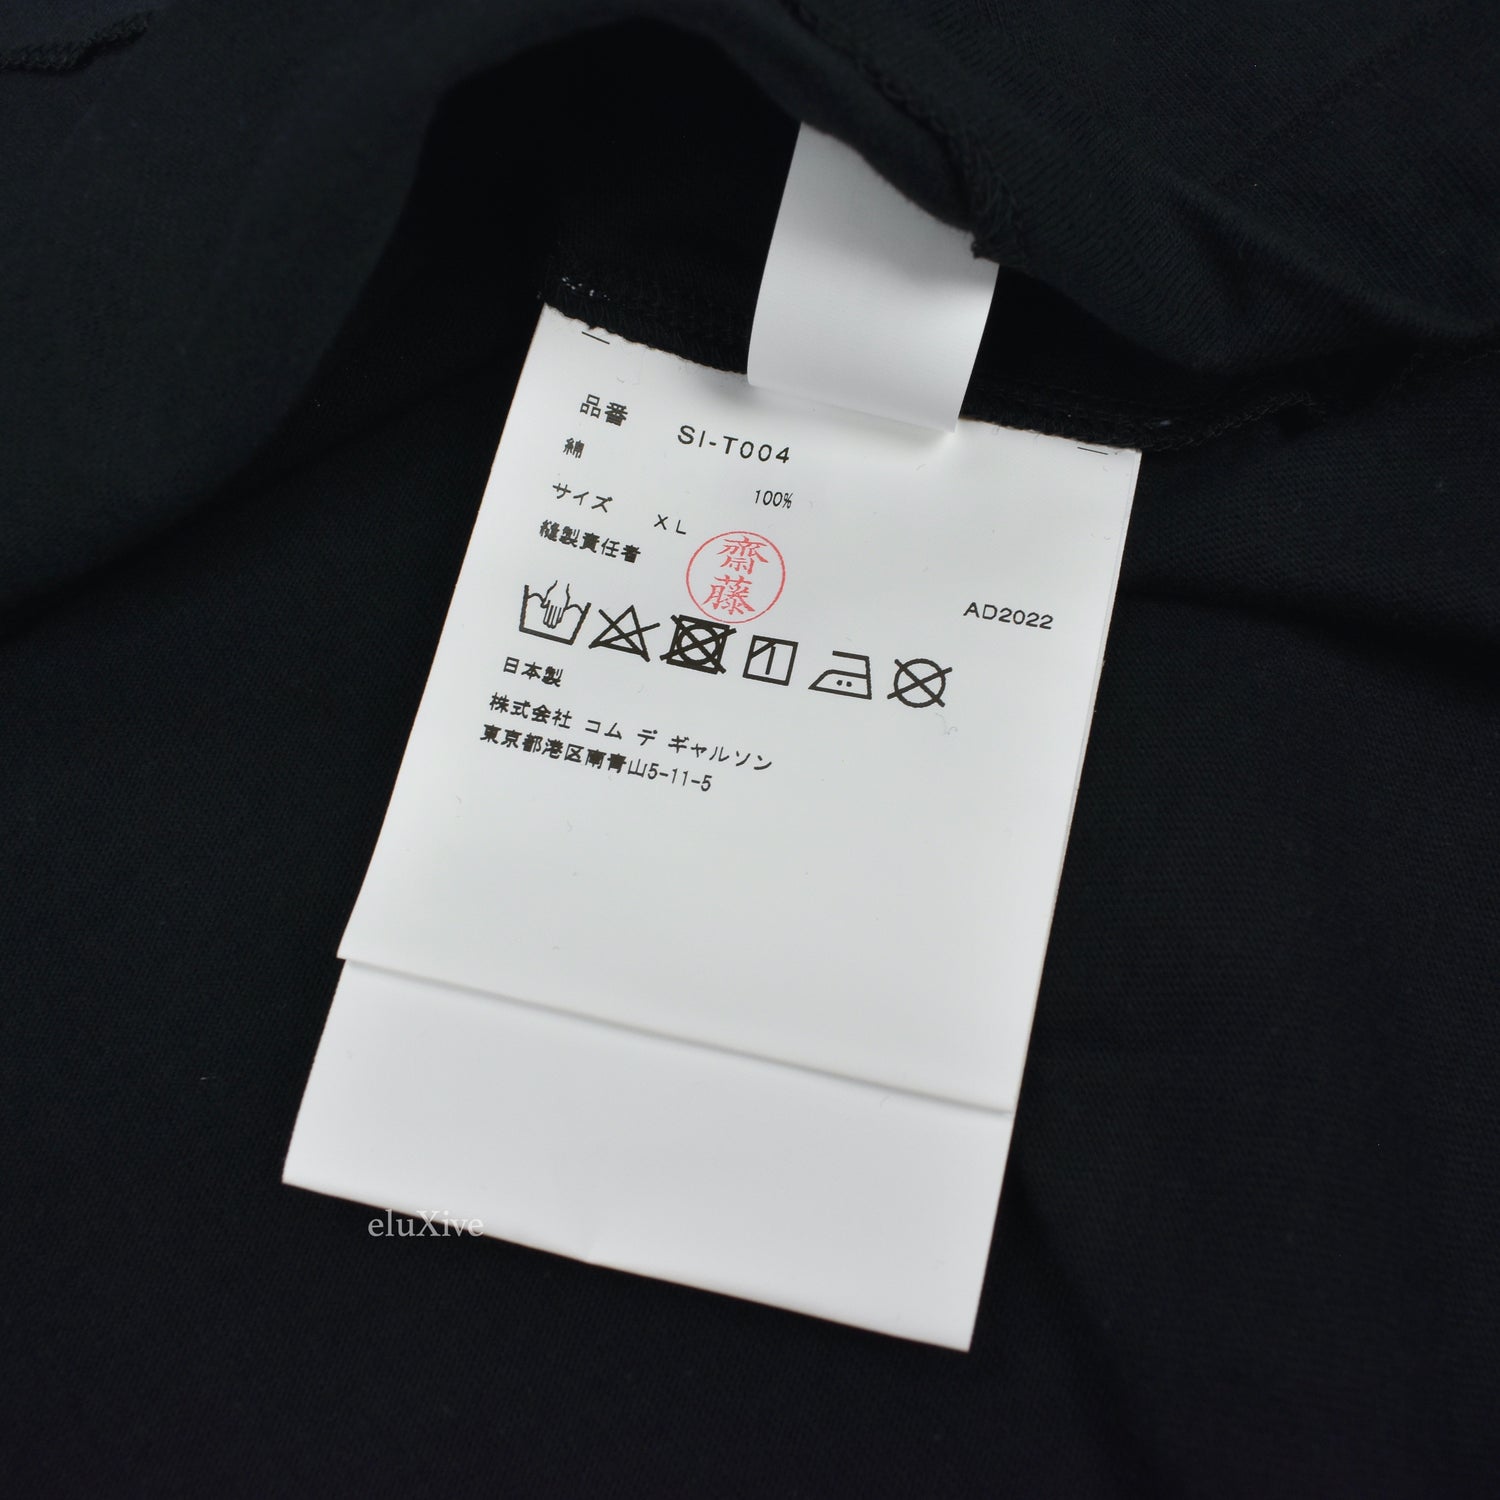 品番 SI-T004
綿 100%
サイズ XL
縫製責任者
齋藤
AD2022
日本製
株式会社 コム デ ギャルソン
東京都港区南青山5-11-5
eluXive